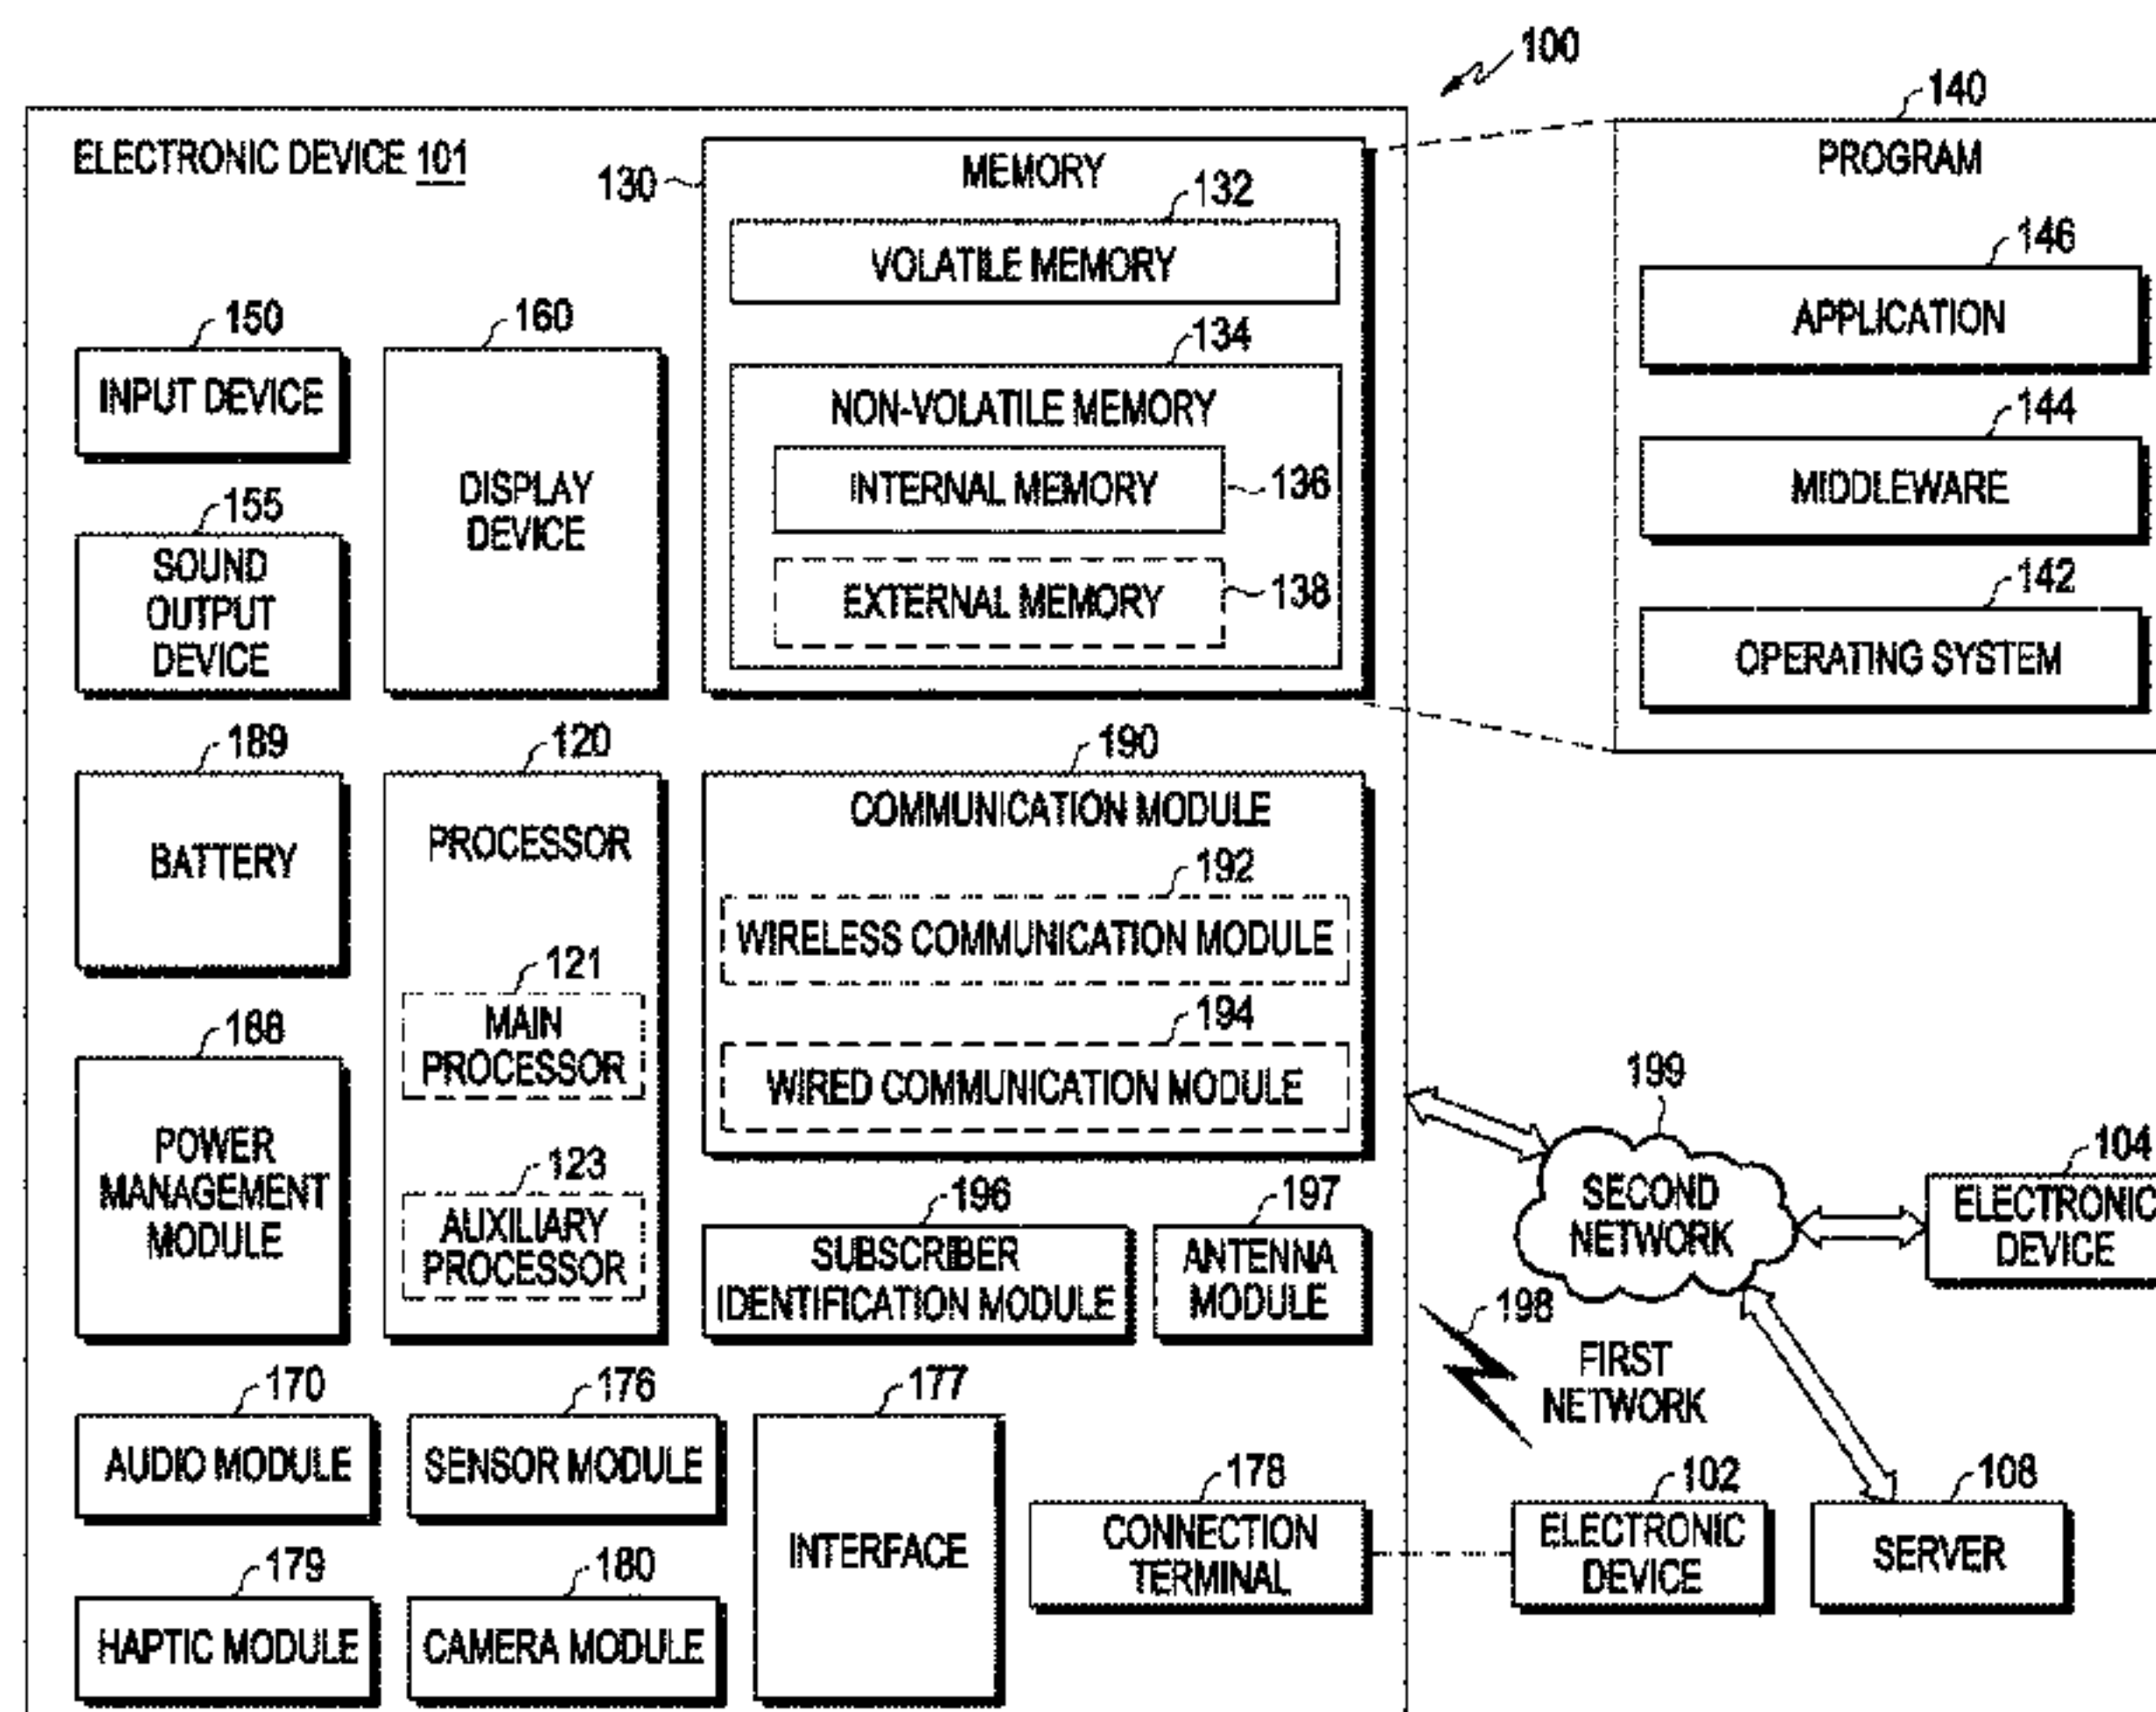 100
ELECTRONIC DEVICE 101
130
MEMORY
132
VOLATILE MEMORY
134
NON-VOLATILE MEMORY
INTERNAL MEMORY
136
EXTERNAL MEMORY
138
140
PROGRAM
146
APPLICATION
144
MIDDLEWARE
142
OPERATING SYSTEM
150
INPUT DEVICE
160
DISPLAY
DEVICE
155
SOUND
OUTPUT
DEVICE
189
BATTERY
120
PROCESSOR
121
MAIN
PROCESSOR
123
AUXILIARY
PROCESSOR
190
COMMUNICATION MODULE
192
WIRELESS COMMUNICATION MODULE
194
WIRED COMMUNICATION MODULE
188
POWER
MANAGEMENT
MODULE
196
SUBSCRIBER
IDENTIFICATION MODULE
197
ANTENNA
MODULE
199
SECOND
NETWORK
104
ELECTRONIC
DEVICE
198
FIRST
NETWORK
170
AUDIO MODULE
176
SENSOR MODULE
177
INTERFACE
178
CONNECTION
TERMINAL
102
ELECTRONIC
DEVICE
108
SERVER
179
HAPTIC MODULE
180
CAMERA MODULE